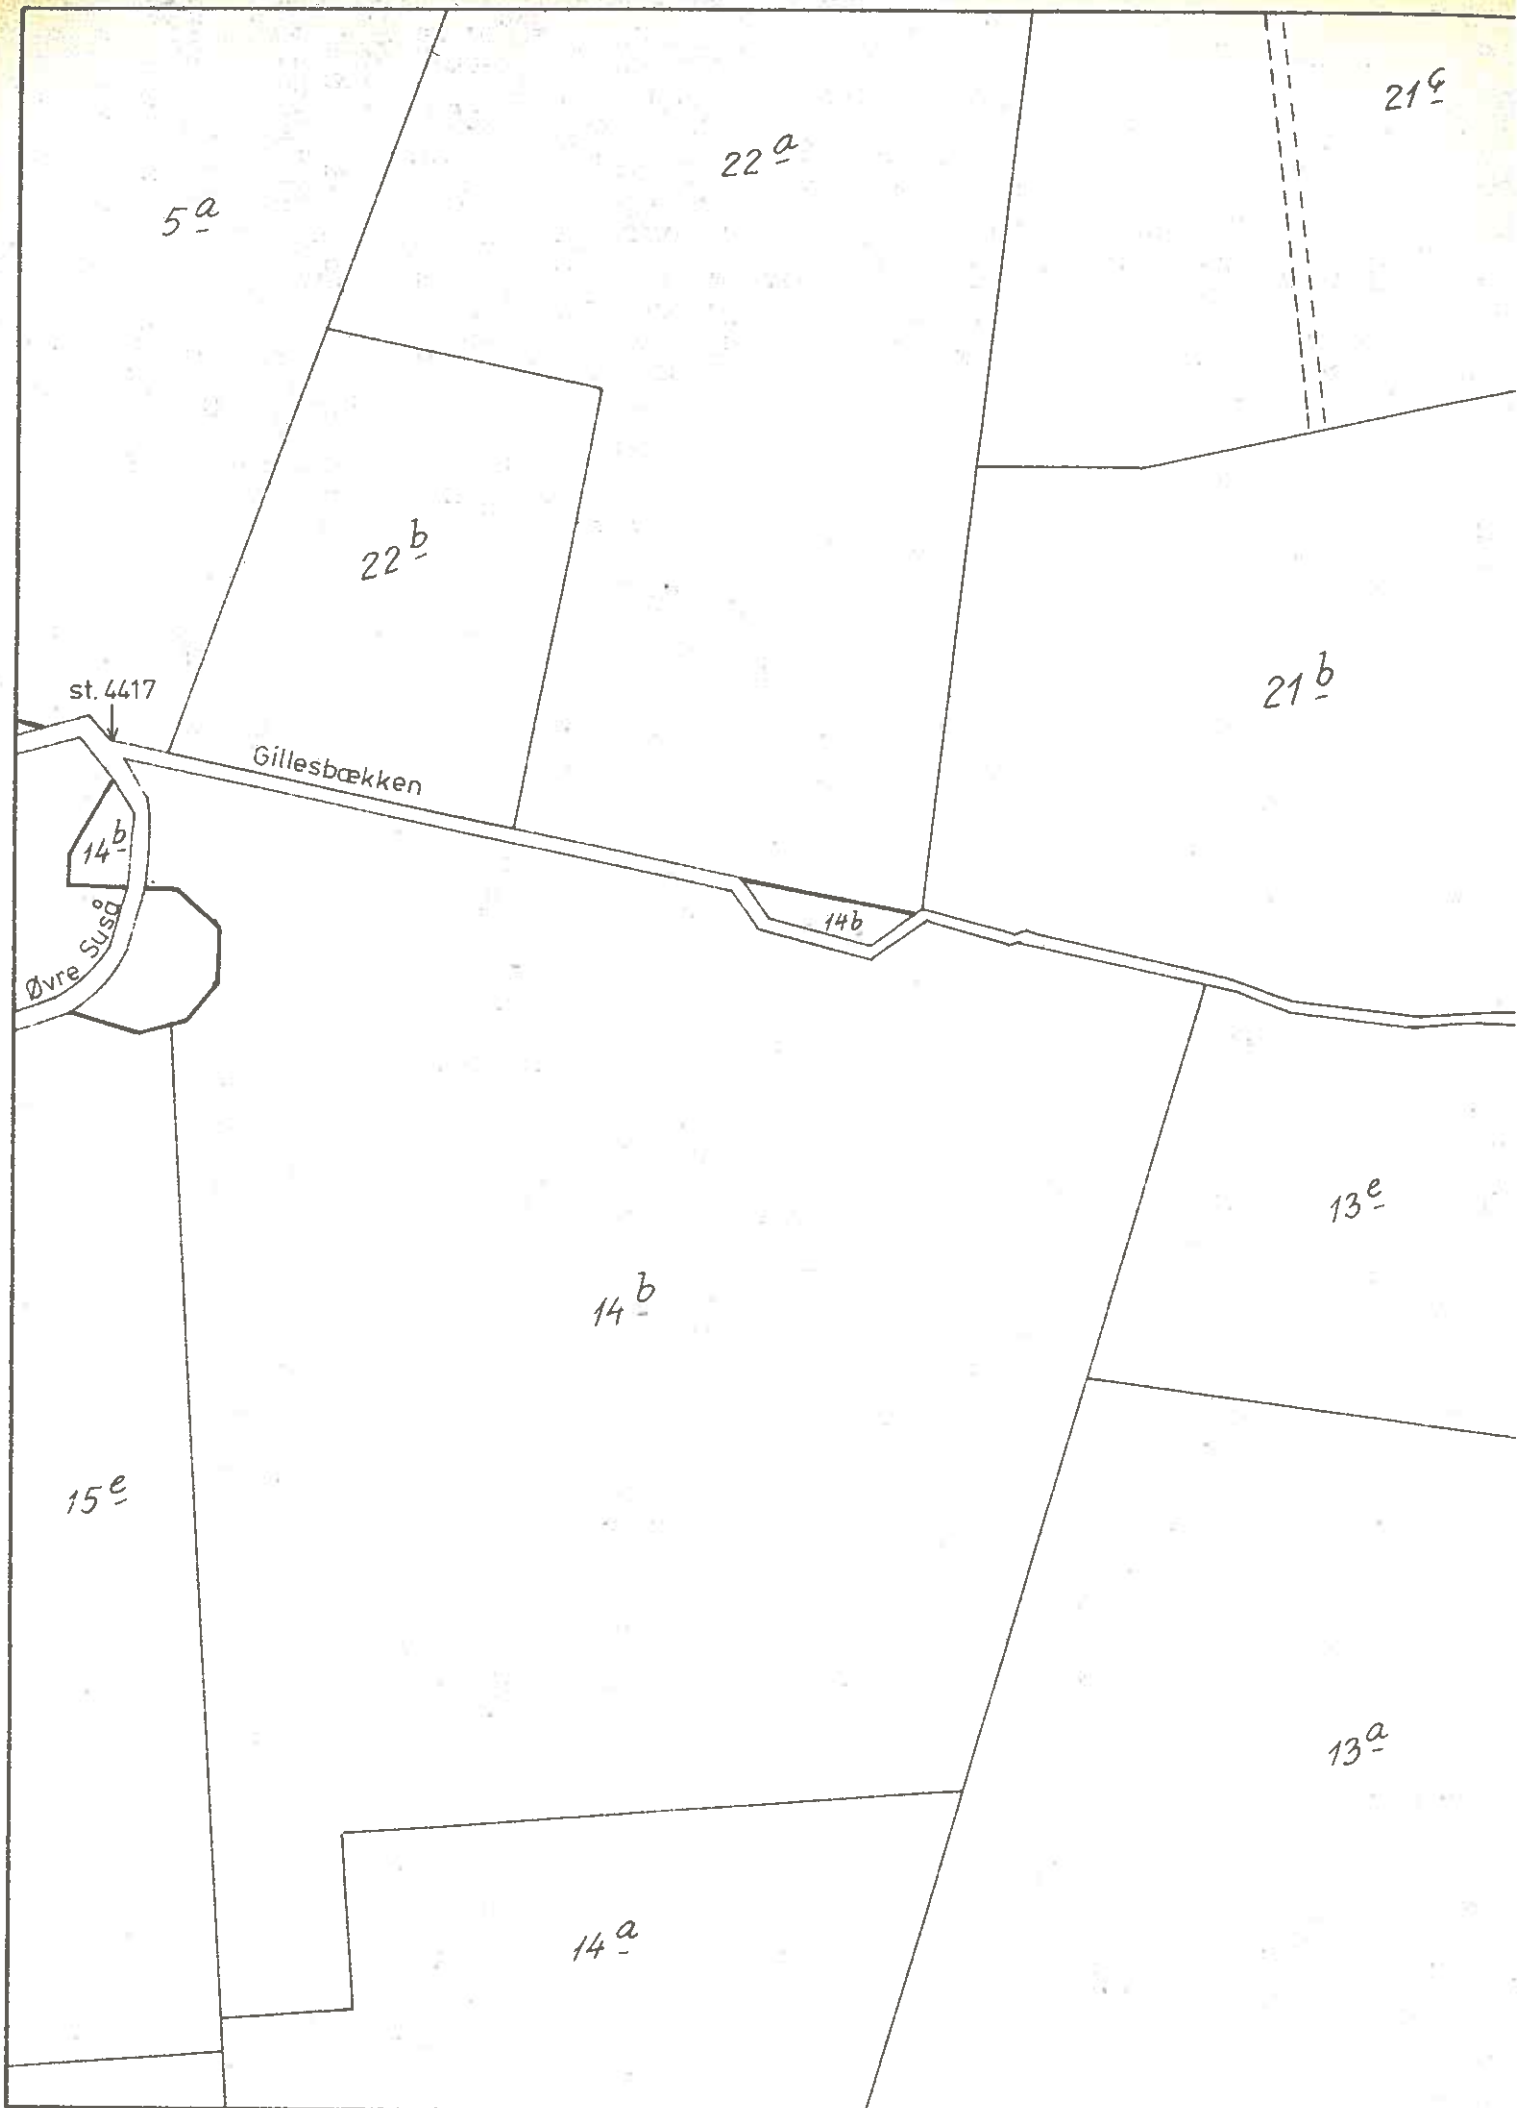 21c
22a
5a
22b
21b
st. 4417
Gillesbækken
14b
14b
Øvre Suså
13e
14b
15e
13a
14a